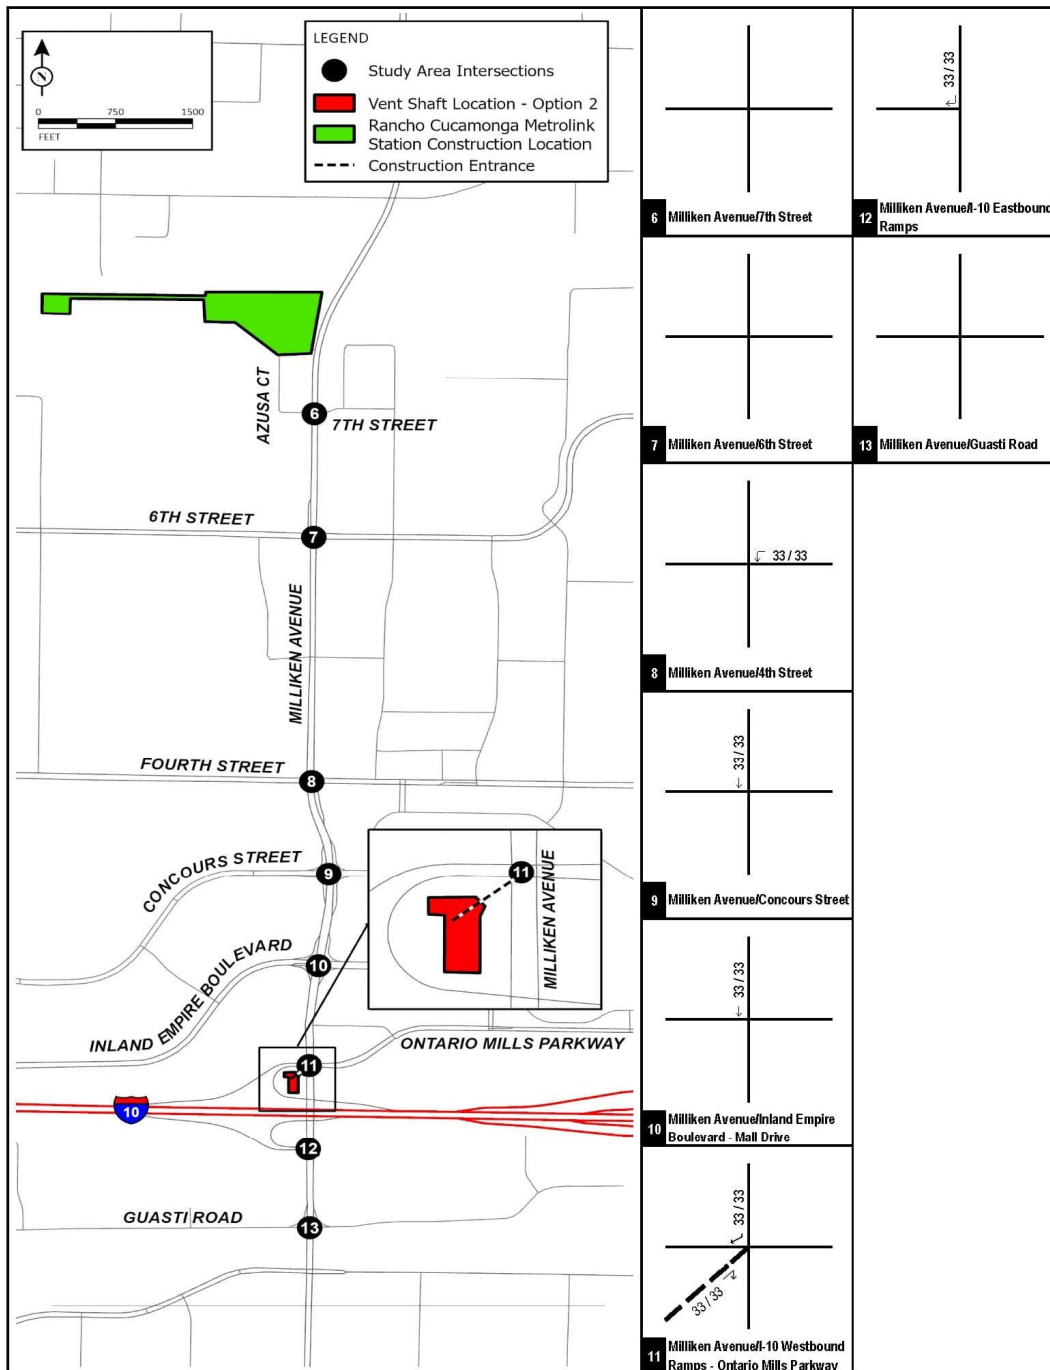 LEGEND
Study Area Intersections
Vent Shaft Location - Option 2
Rancho Cucamonga Metrolink
Station Construction Location
Construction Entrance
N
0 750 1500
FEET
AZUSA CT
6
7TH STREET
6TH STREET
7
MILLIKEN AVENUE
FOURTH STREET
8
CONCOURS STREET
9
11
MILLIKEN AVENUE
INLAND EMPIRE BOULEVARD
10
ONTARIO MILLS PARKWAY
11
10
12
GUASTI ROAD
13
6 Milliken Avenue/7th Street
33 / 33
12 Milliken Avenue/I-10 Eastbound
Ramps
7 Milliken Avenue/6th Street
13 Milliken Avenue/Guasti Road
33 / 33
8 Milliken Avenue/4th Street
33 / 33
9 Milliken Avenue/Concours Street
33 / 33
10 Milliken Avenue/Inland Empire
Boulevard - Mall Drive
33 / 33
33 / 33
11 Milliken Avenue/I-10 Westbound
Ramps - Ontario Mills Parkway